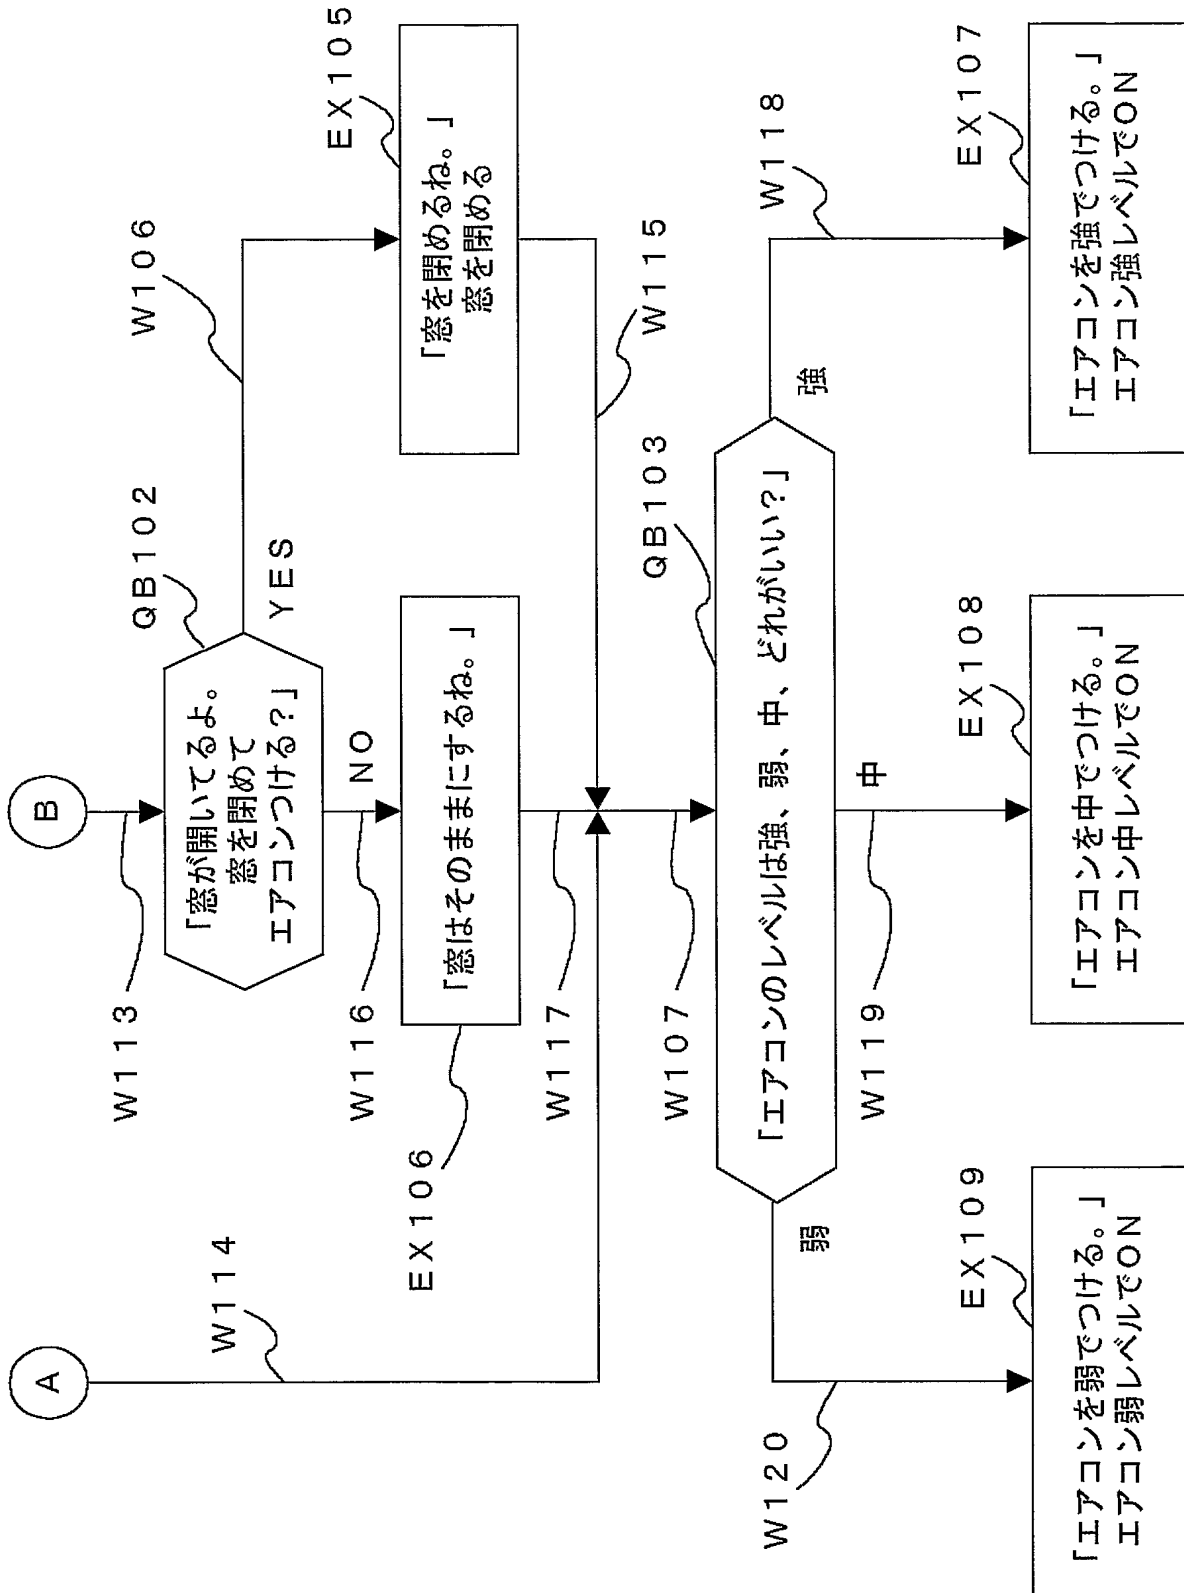 A
B
W113
QB102
W106
「窓が開いてるよ。
窓を閉めて
エアコンつける？」
W114
YES
NO
W116
EX105
EX106
「窓はそのままにするね。」
「窓を閉めるね。」
窓を閉める
W117
W115
W107
QB103
「エアコンのレベルは強、弱、中、どれがいい？」
W120
W118
弱
強
中
W119
EX109
EX108
EX107
「エアコンを弱でつける。」
エアコン弱レベルでON
「エアコンを中でつける。」
エアコン中レベルでON
「エアコンを強でつける。」
エアコン強レベルでON